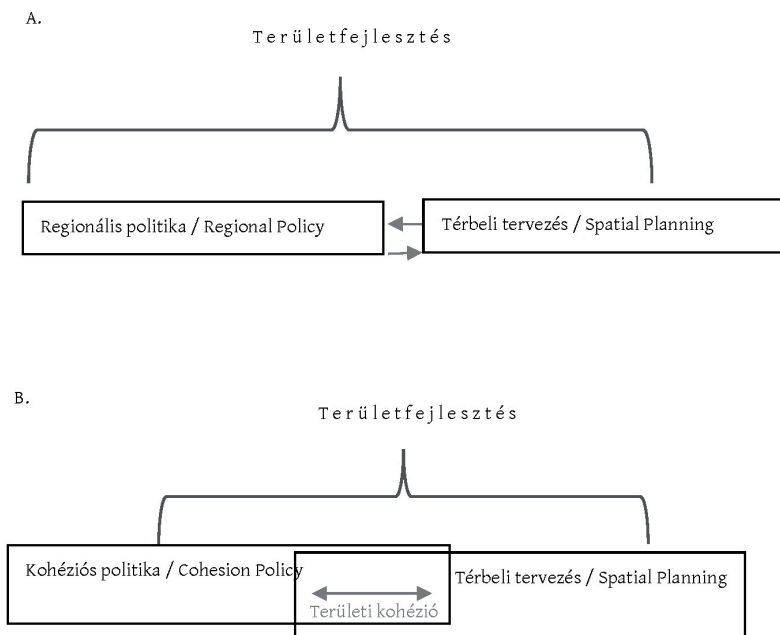 A.
Területfejlesztés
Regionális politika / Regional Policy
Térbeli tervezés / Spatial Planning
B.
Területfejlesztés
Kohéziós politika / Cohesion Policy
Térbeli tervezés / Spatial Planning
Területi kohézió